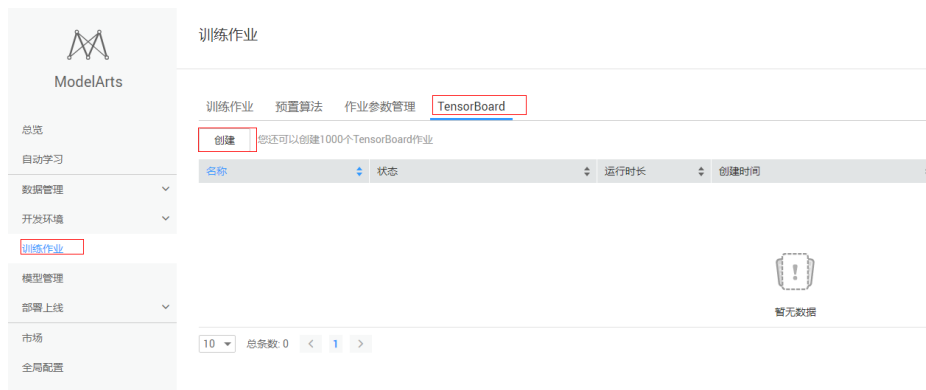 ModelArts
总览
自动学习
数据管理
开发环境
训练作业
模型管理
部署上线
市场
全局配置
训练作业
训练作业 预置算法 作业参数管理 TensorBoard
创建 您还可以创建1000个TensorBoard作业
名称 状态 运行时长 创建时间
暂无数据
10 总条数: 0 < 1 >